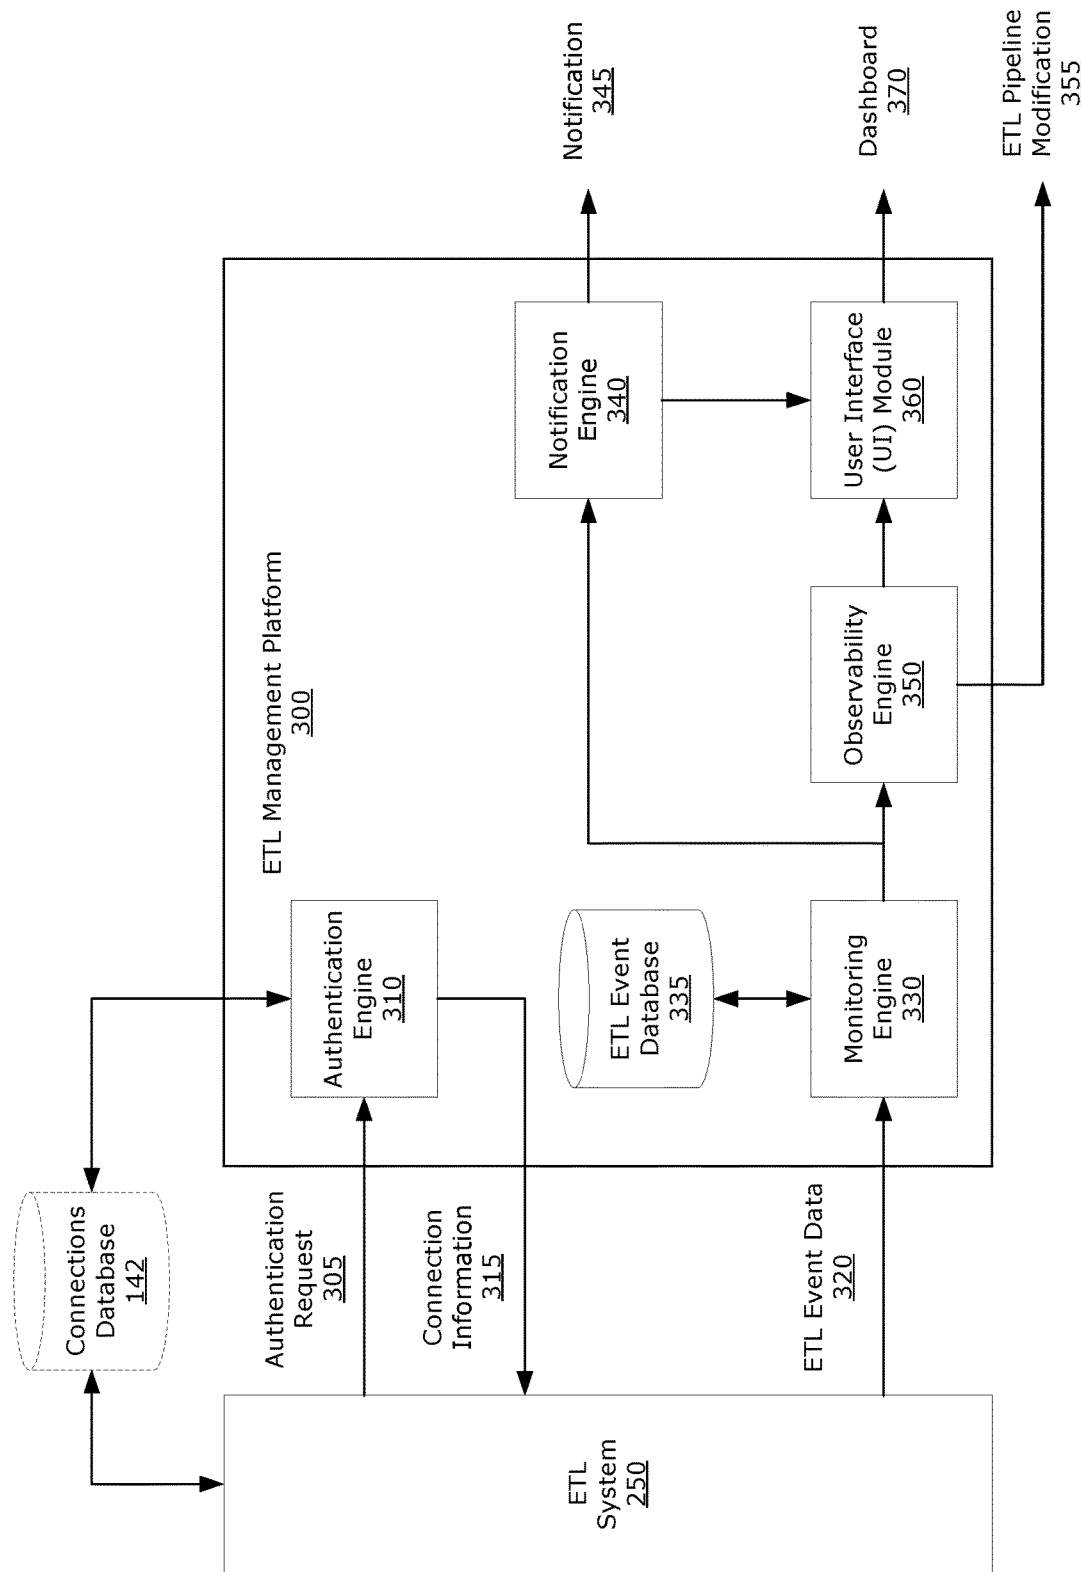 Connections
Database
142
ETL Management Platform
300
Authentication
Request
305
Authentication
Engine
310
Connection
Information
315
ETL
System
250
ETL Event
Database
335
Notification
Engine
340
Notification
345
ETL Event Data
320
Monitoring
Engine
330
Observability
Engine
350
User Interface
(UI) Module
360
Dashboard
370
ETL Pipeline
Modification
355